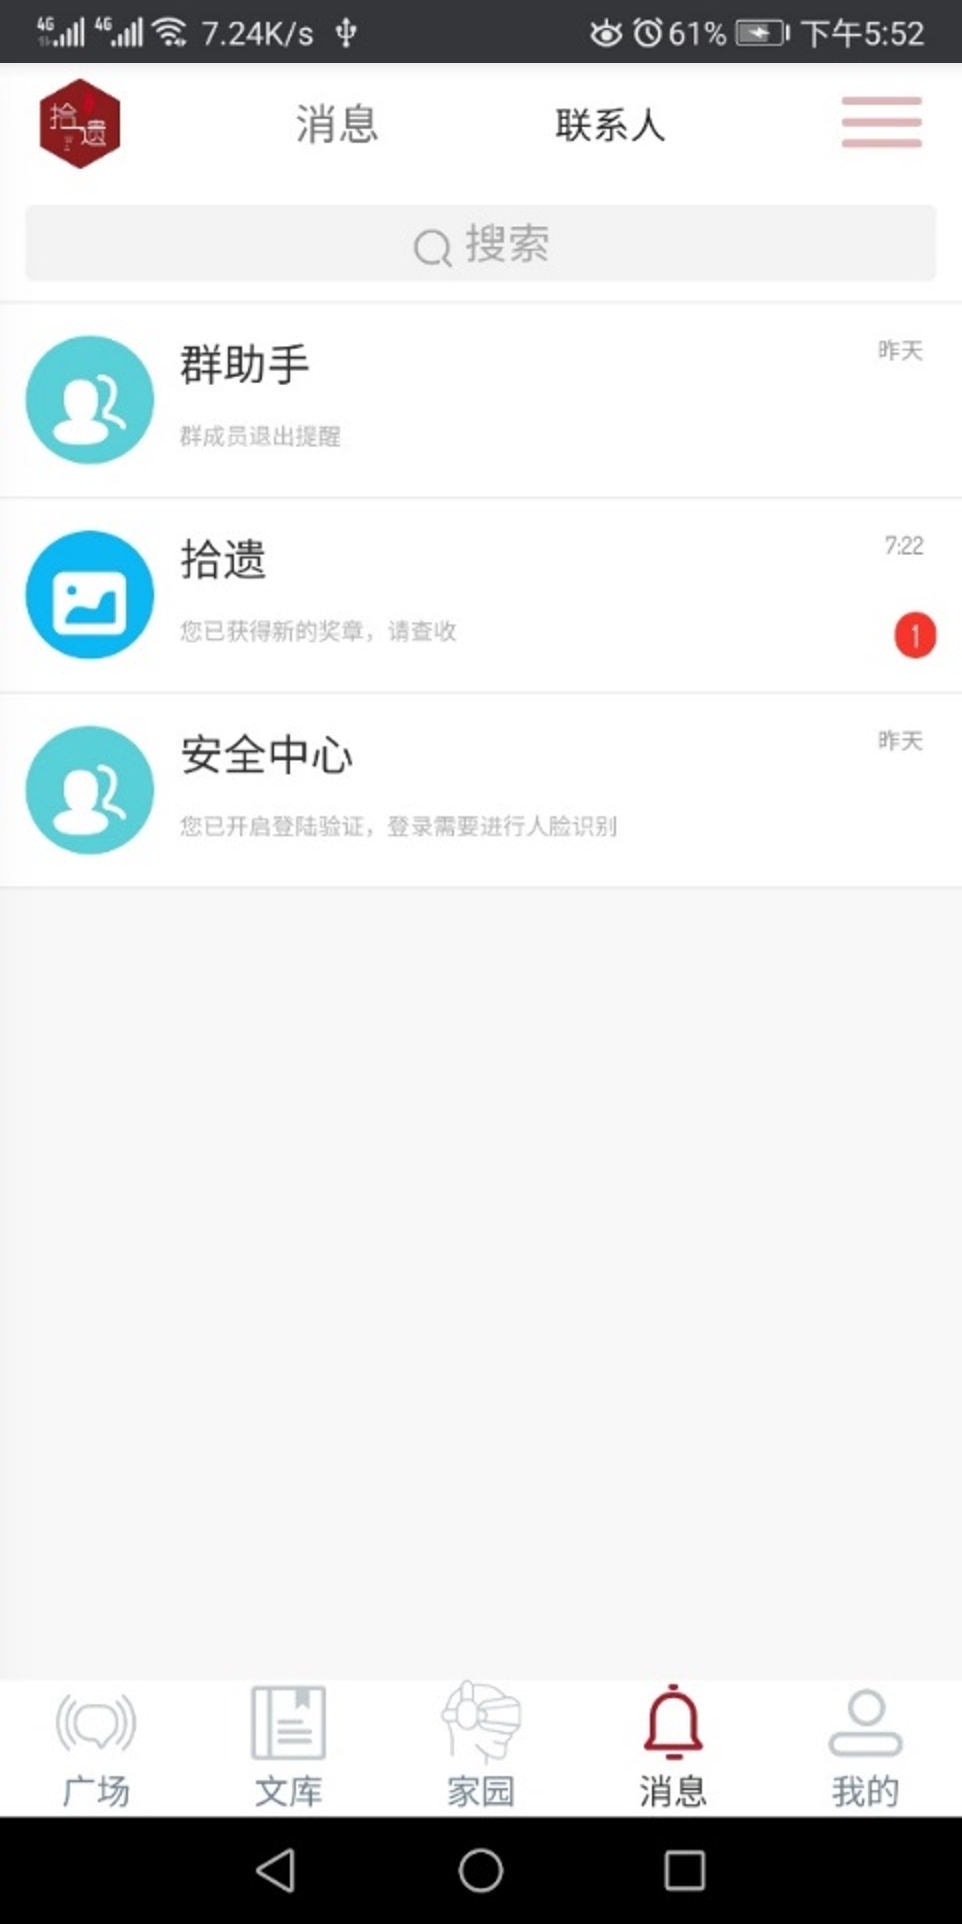 4G 4G 7.24K/s 61% 下午5:52
拾遗 消息 联系人
搜索
群助手 昨天
群成员退出提醒
拾遗 7:22
您已获得新的奖章，请查收 1
安全中心 昨天
您已开启登陆验证，登录需要进行人脸识别
广场 文库 家园 消息 我的